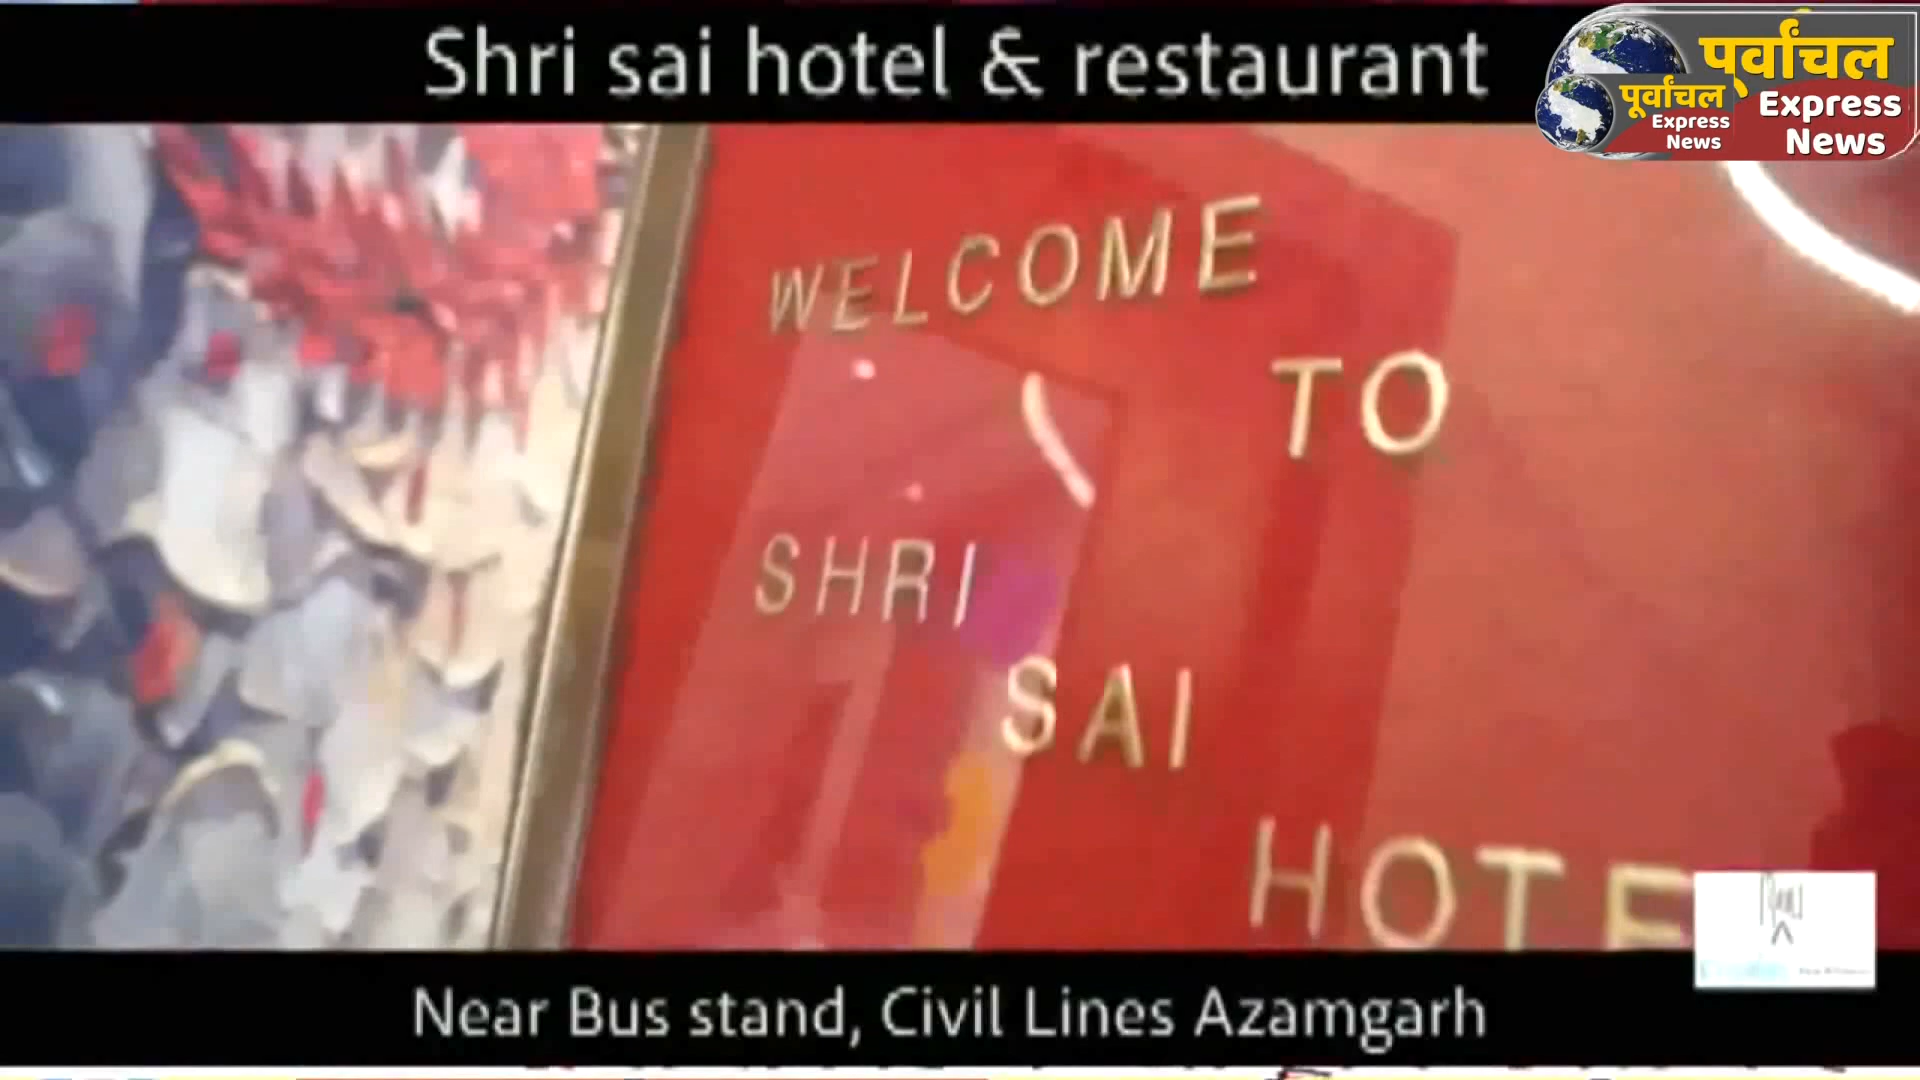 Shri sai hotel & restaurant
पूर्वांचल
Express
News
पूर्वांचल
Express
News
WELCOME
TO
SHRI
SAI
HOTE
Near Bus stand, Civil Lines Azamgarh